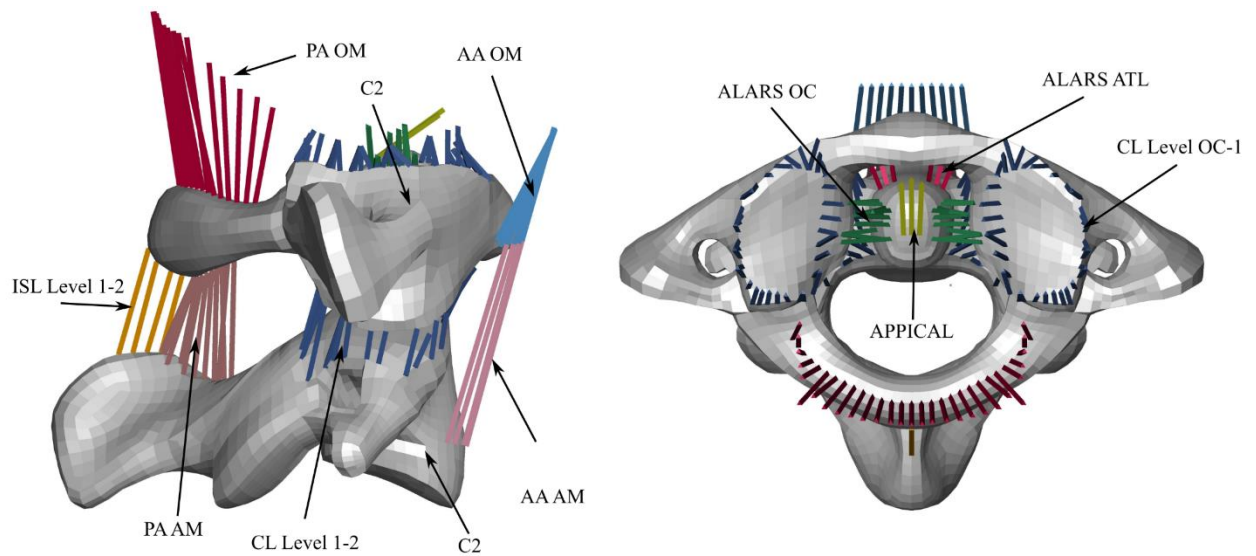 PA OM
AA OM
C2
ISL Level 1-2
PA AM
CL Level 1-2
C2
AA AM
ALARS OC
ALARS ATL
CL Level OC-1
APPICAL